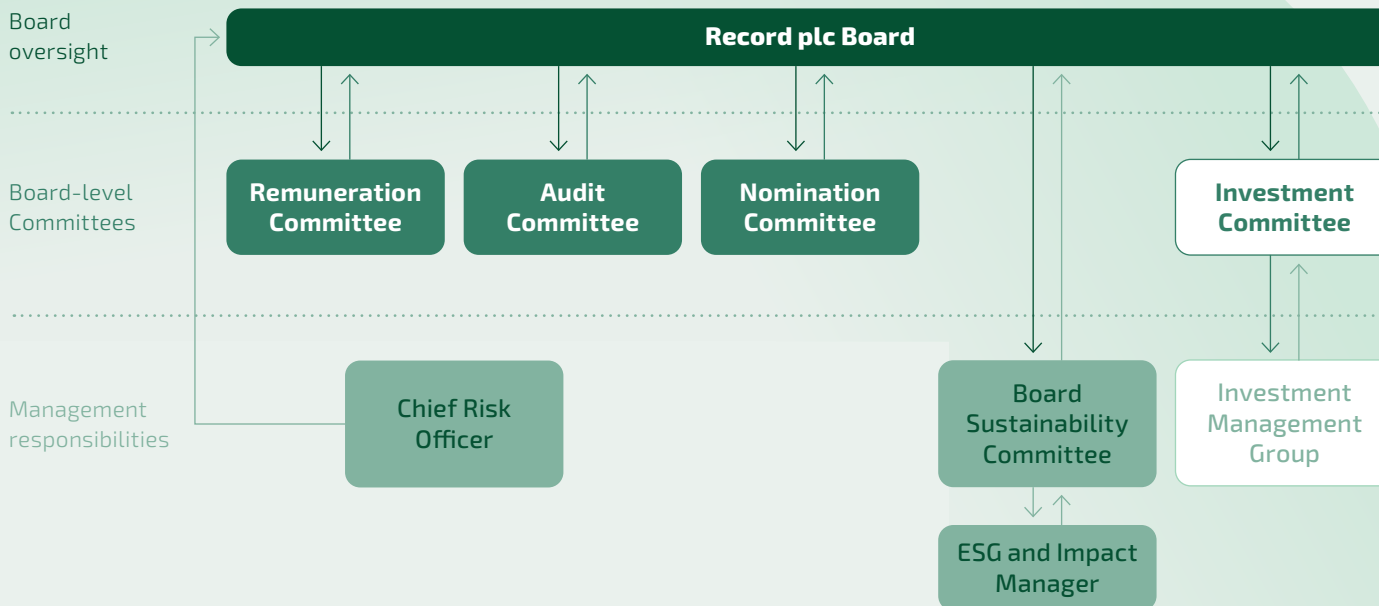 Board
oversight
Record plc Board
Board-level
Committees
Remuneration
Committee
Audit
Committee
Nomination
Committee
Investment
Committee
Management
responsibilities
Chief Risk
Officer
Board
Sustainability
Committee
Investment
Management
Group
ESG and Impact
Manager